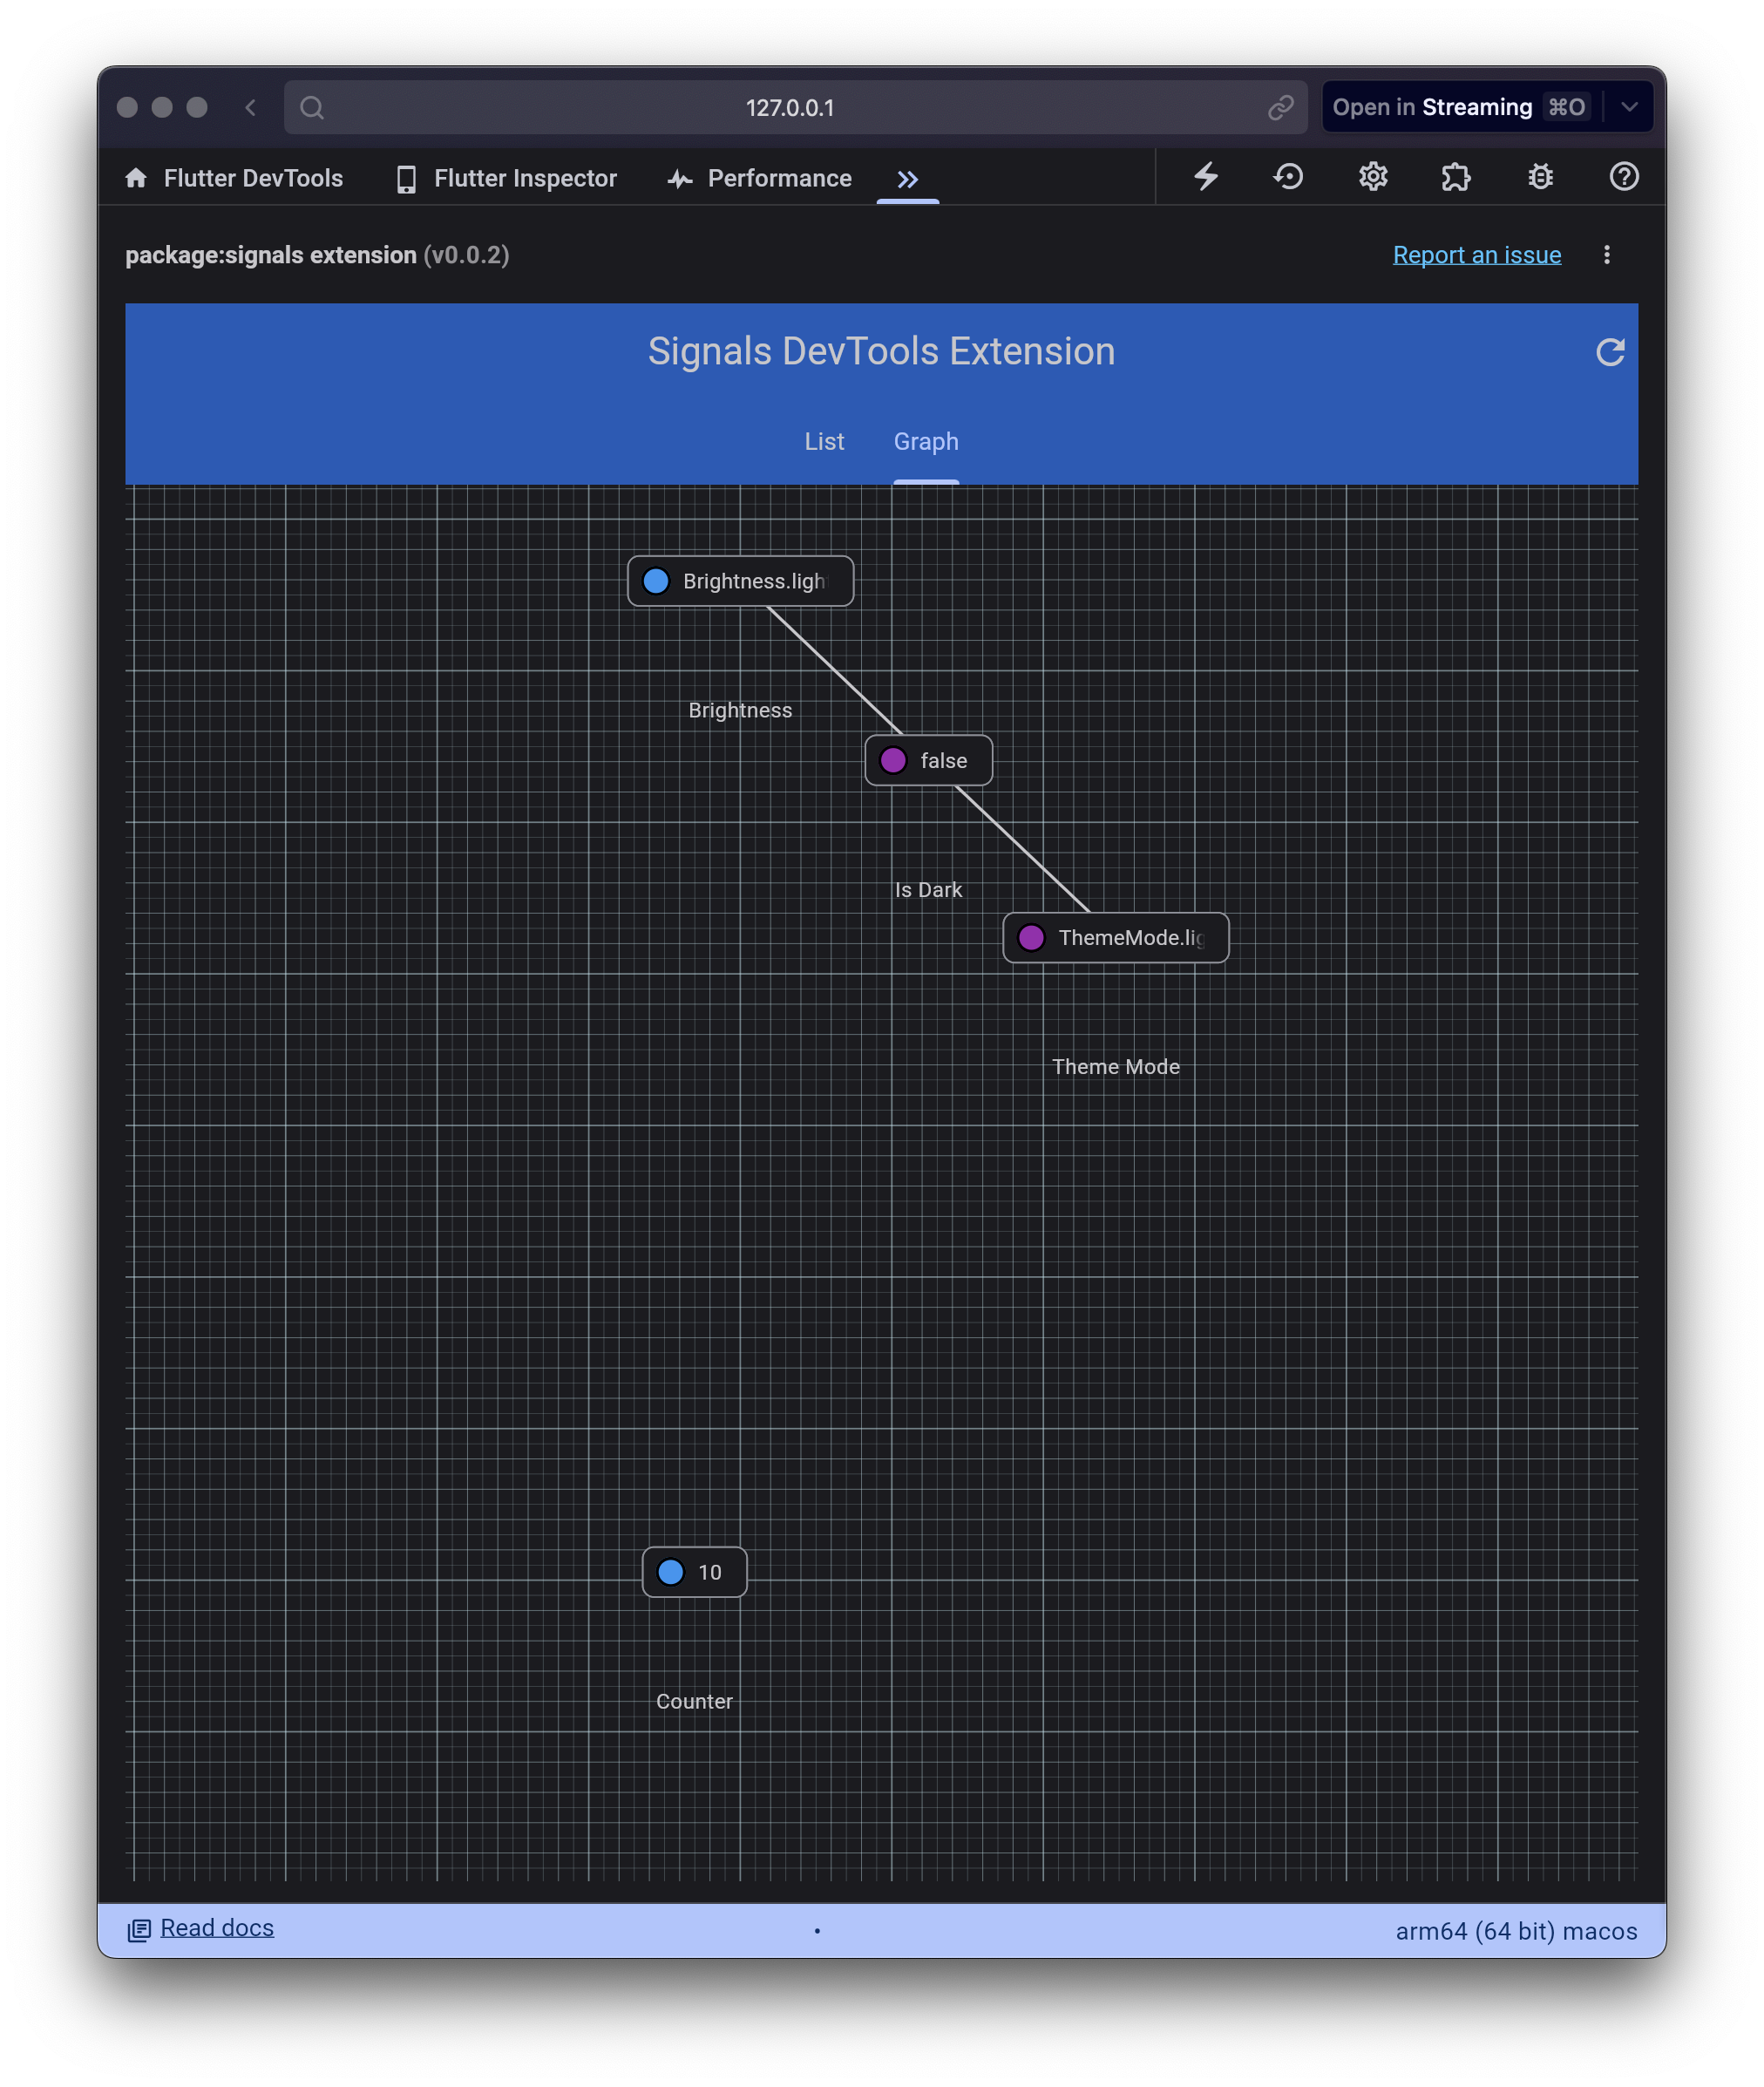 127.0.0.1
Open in Streaming ⌘O
Flutter DevTools
Flutter Inspector
Performance
package:signals extension (v0.0.2)
Report an issue
Signals DevTools Extension
List
Graph
Brightness.ligh
Brightness
false
Is Dark
ThemeMode.lig
Theme Mode
10
Counter
Read docs
•
arm64 (64 bit) macos